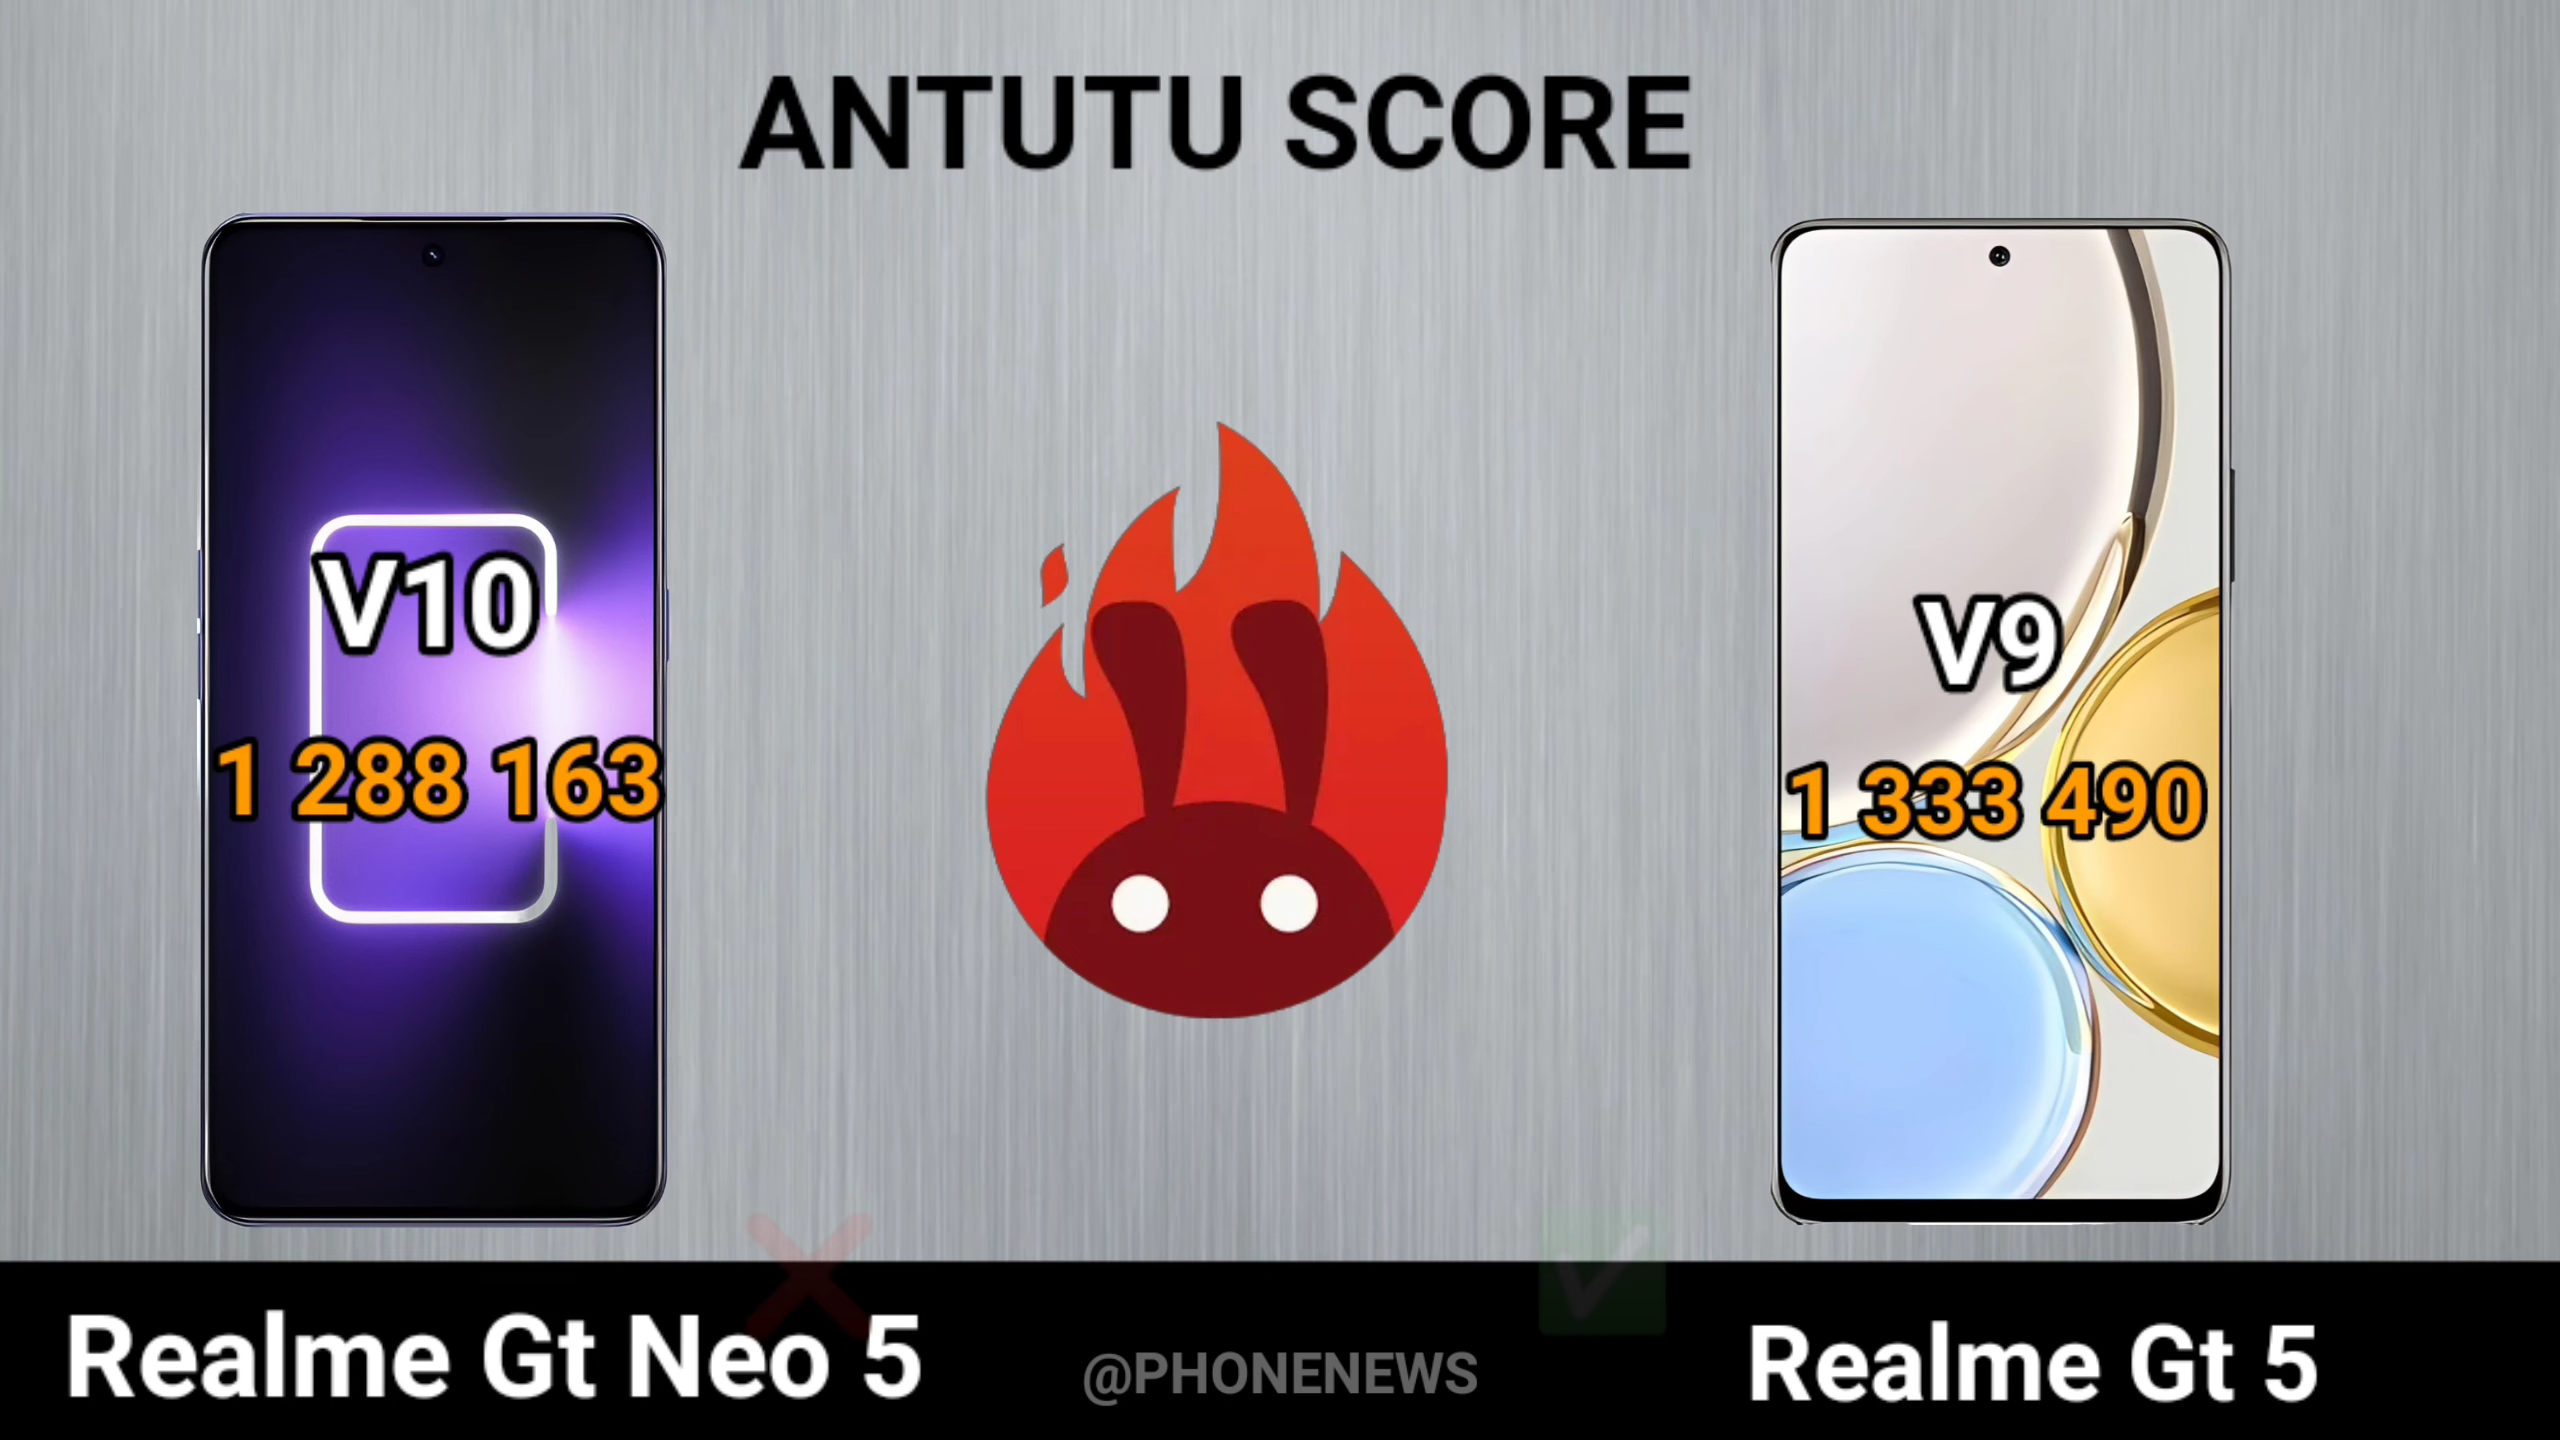 ANTUTU SCORE
V10
1 288 163
V9
1 333 490
Realme Gt Neo 5
@PHONENEWS
Realme Gt 5